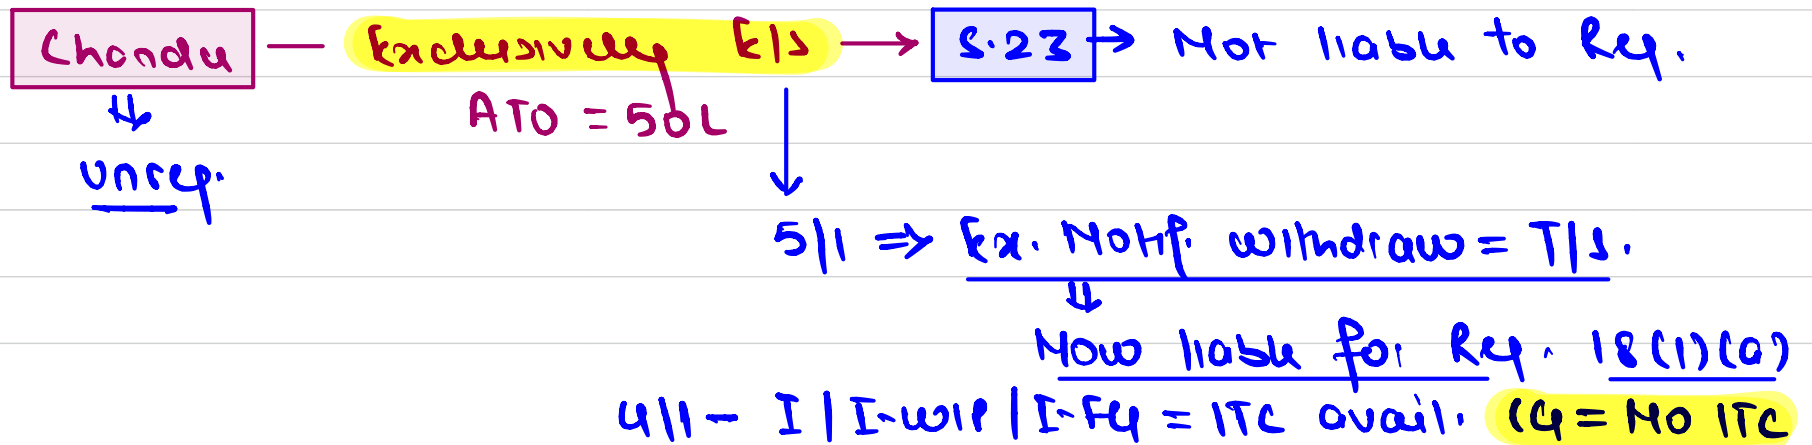 Chandu — Exclusively E/S → S.23 → Not liable to Reg.
ATO = 50L
⇓
unreg.
5/1 ⇒ Ex. Notif. withdraw = T/S.
⇓
Now liable for Reg. 18(1)(a)
4/1 - I / I-WIP / I-FG = ITC avail. CG = NO ITC